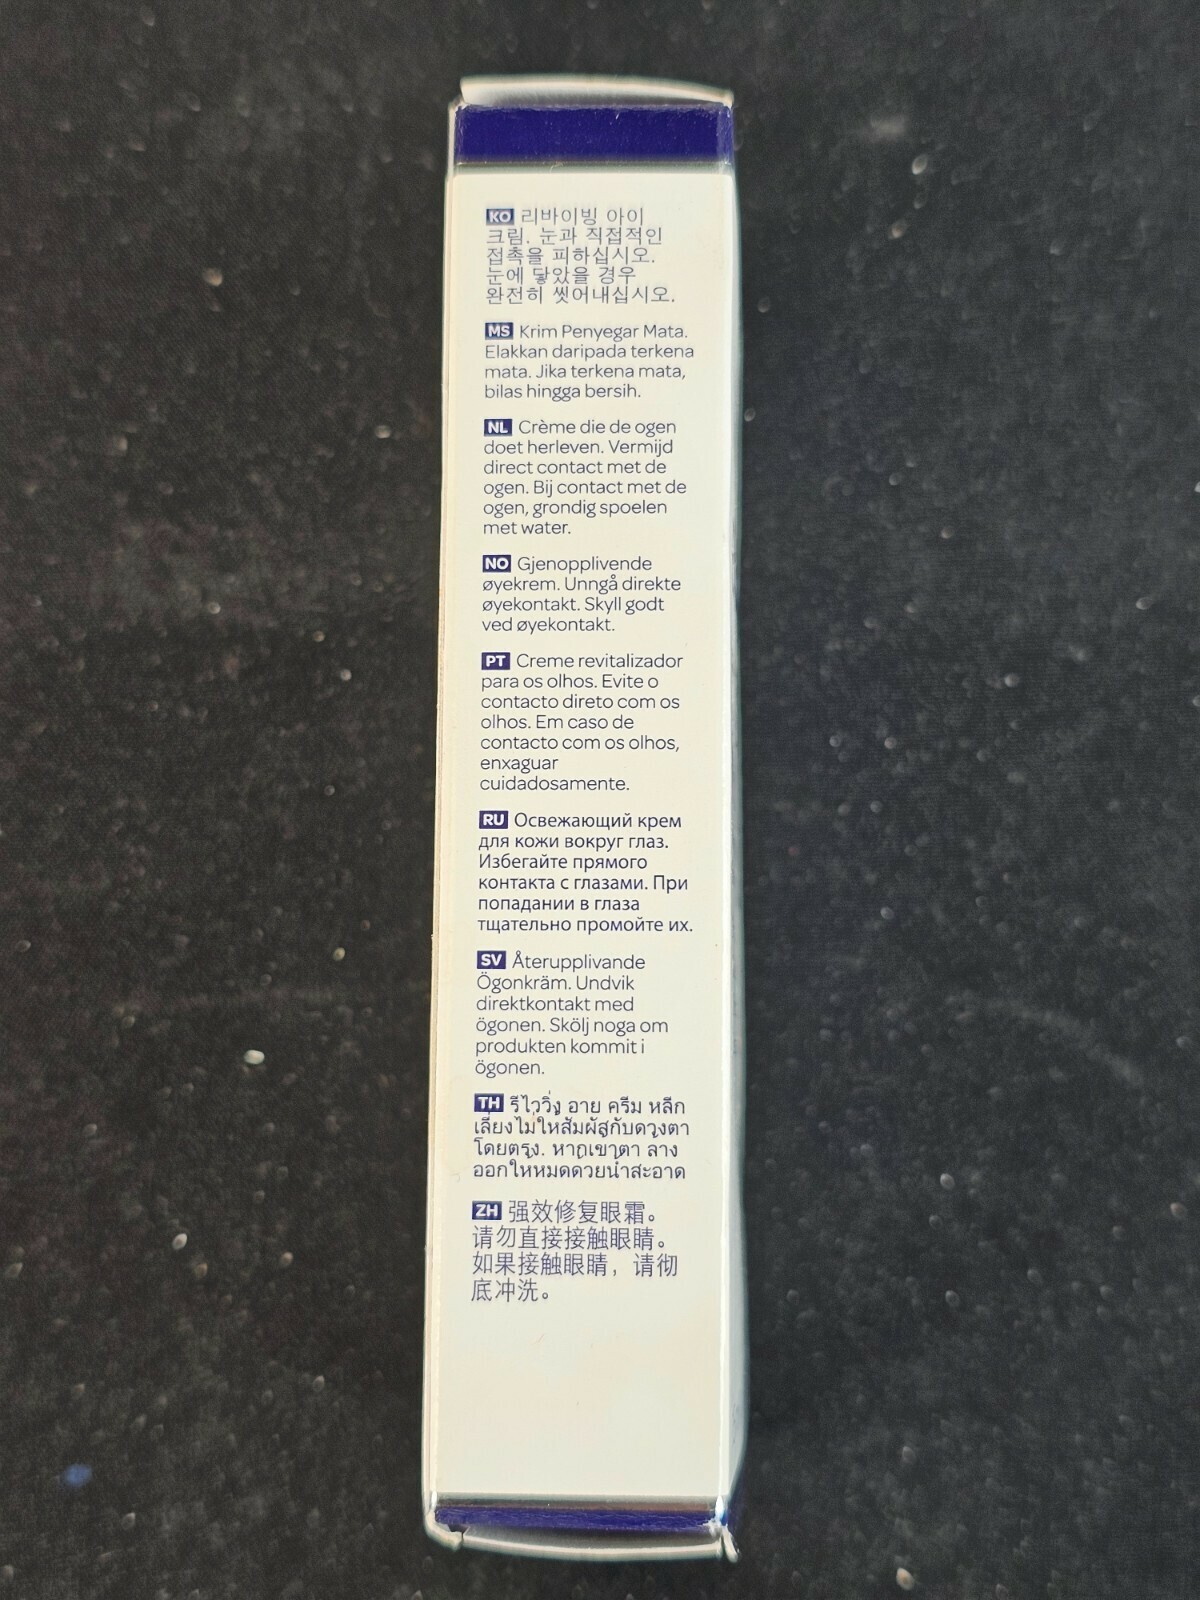 KO 리바이빙 아이
크림. 눈과 직접적인
접촉을 피하십시오.
눈에 닿았을 경우
완전히 씻어내십시오.
MS Krim Penyegar Mata.
Elakkan daripada terkena
mata. Jika terkena mata,
bilas hingga bersih.
NL Crème die de ogen
doet herleven. Vermijd
direct contact met de
ogen. Bij contact met de
ogen, grondig spoelen
met water.
NO Gjenopplivende
øyekrem. Unngå direkte
øyekontakt. Skyll godt
ved øyekontakt.
PT Creme revitalizador
para os olhos. Evite o
contacto direto com os
olhos. Em caso de
contacto com os olhos,
enxaguar
cuidadosamente.
RU Освежающий крем
для кожи вокруг глаз.
Избегайте прямого
контакта с глазами. При
попадании в глаза
тщательно промойте их.
SV Återupplivande
Ögonkräm. Undvik
direktkontakt med
ögonen. Skölj noga om
produkten kommit i
ögonen.
TH รีไววิ่ง อาย ครีม หลีก
เลี่ยงไม่ให้สัมผัสกับดวงตา
โดยตรง. หากเข้าตา ล้าง
ออกให้หมดด้วยน้ำสะอาด
ZH 强效修复眼霜。
请勿直接接触眼睛。
如果接触眼睛，请彻
底冲洗。